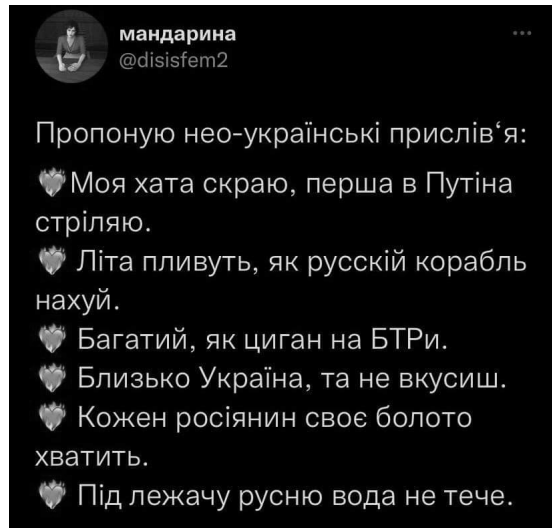 мандарина
@disisfem2
Пропоную нео-українські прислів‘я:
❤️‍🔥Моя хата скраю, перша в Путіна
стріляю.
❤️‍🔥 Літа пливуть, як русскій корабль
нахуй.
❤️‍🔥 Багатий, як циган на БТРи.
❤️‍🔥 Близько Україна, та не вкусиш.
❤️‍🔥 Кожен росіянин своє болото
хватить.
❤️‍🔥 Під лежачу русню вода не тече.